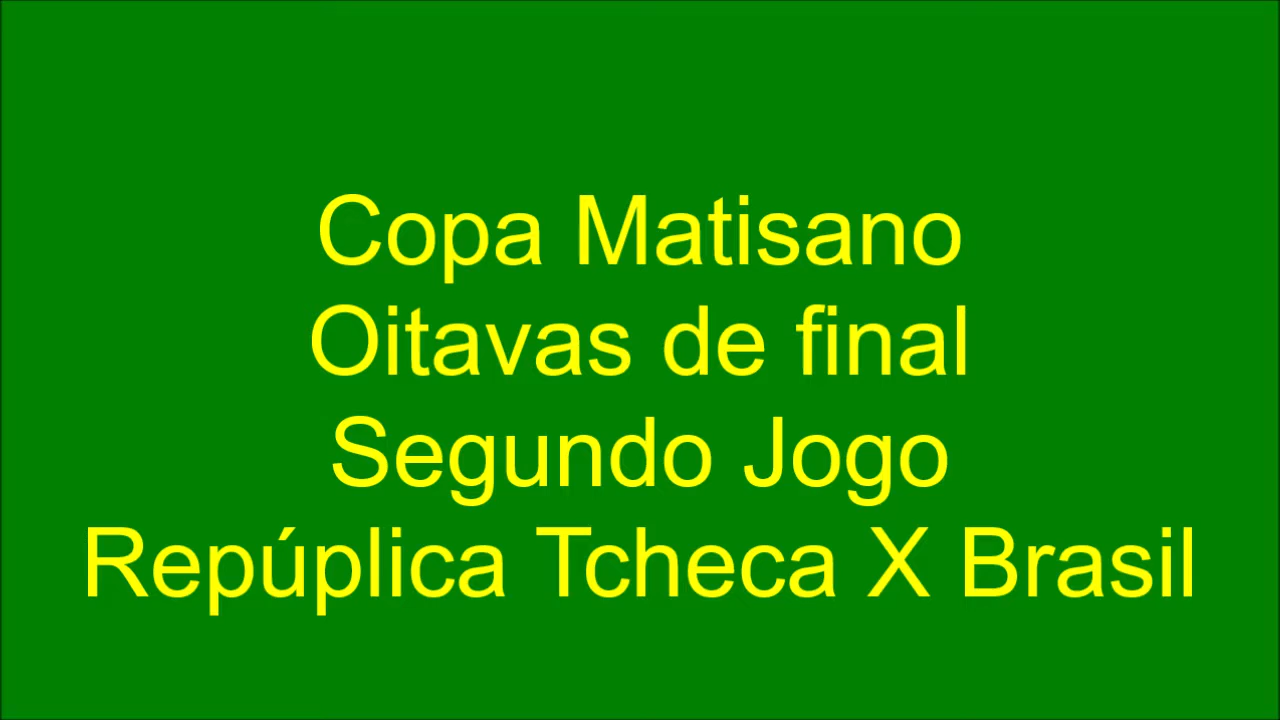 Copa Matisano
Oitavas de final
Segundo Jogo
Repúplica Tcheca X Brasil